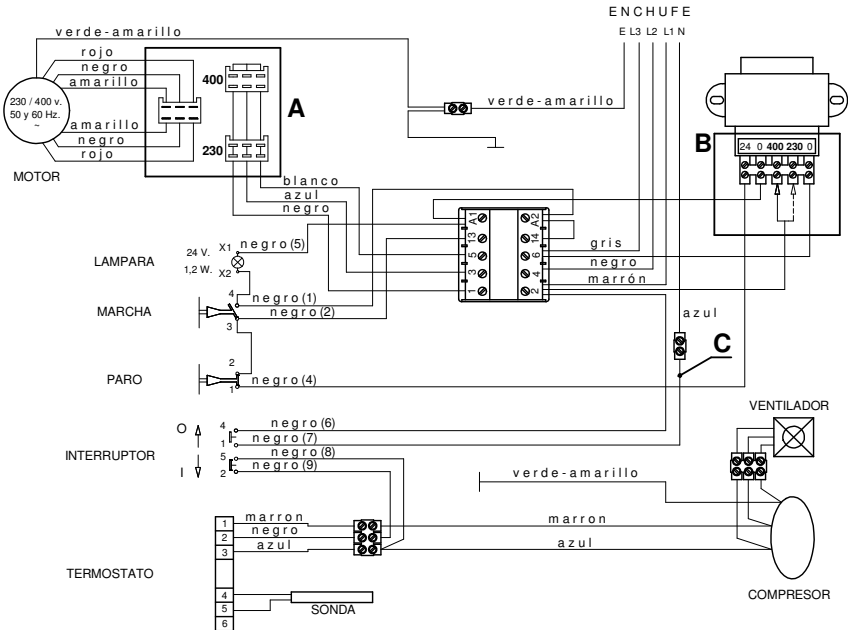 ENCHUFE
E L3 L2 L1 N
verde-amarillo
rojo
negro
amarillo
230 / 400 v.
50 y 60 Hz.
~
amarillo
negro
rojo
MOTOR
400
230
A
verde-amarillo
B
24 0 400 230 0
blanco
azul
negro
A1
13
5
3
1
A2
14
6
4
2
gris
negro
marrón
azul
C
LAMPARA
24 V.
1,2 W.
X1
X2
negro(5)
MARCHA
4
3
negro(1)
negro(2)
PARO
2
1
negro(4)
INTERRUPTOR
O
I
4
1
5
2
negro(6)
negro(7)
negro(8)
negro(9)
VENTILADOR
verde-amarillo
TERMOSTATO
1
2
3
4
5
6
marron
negro
azul
marron
azul
SONDA
COMPRESOR